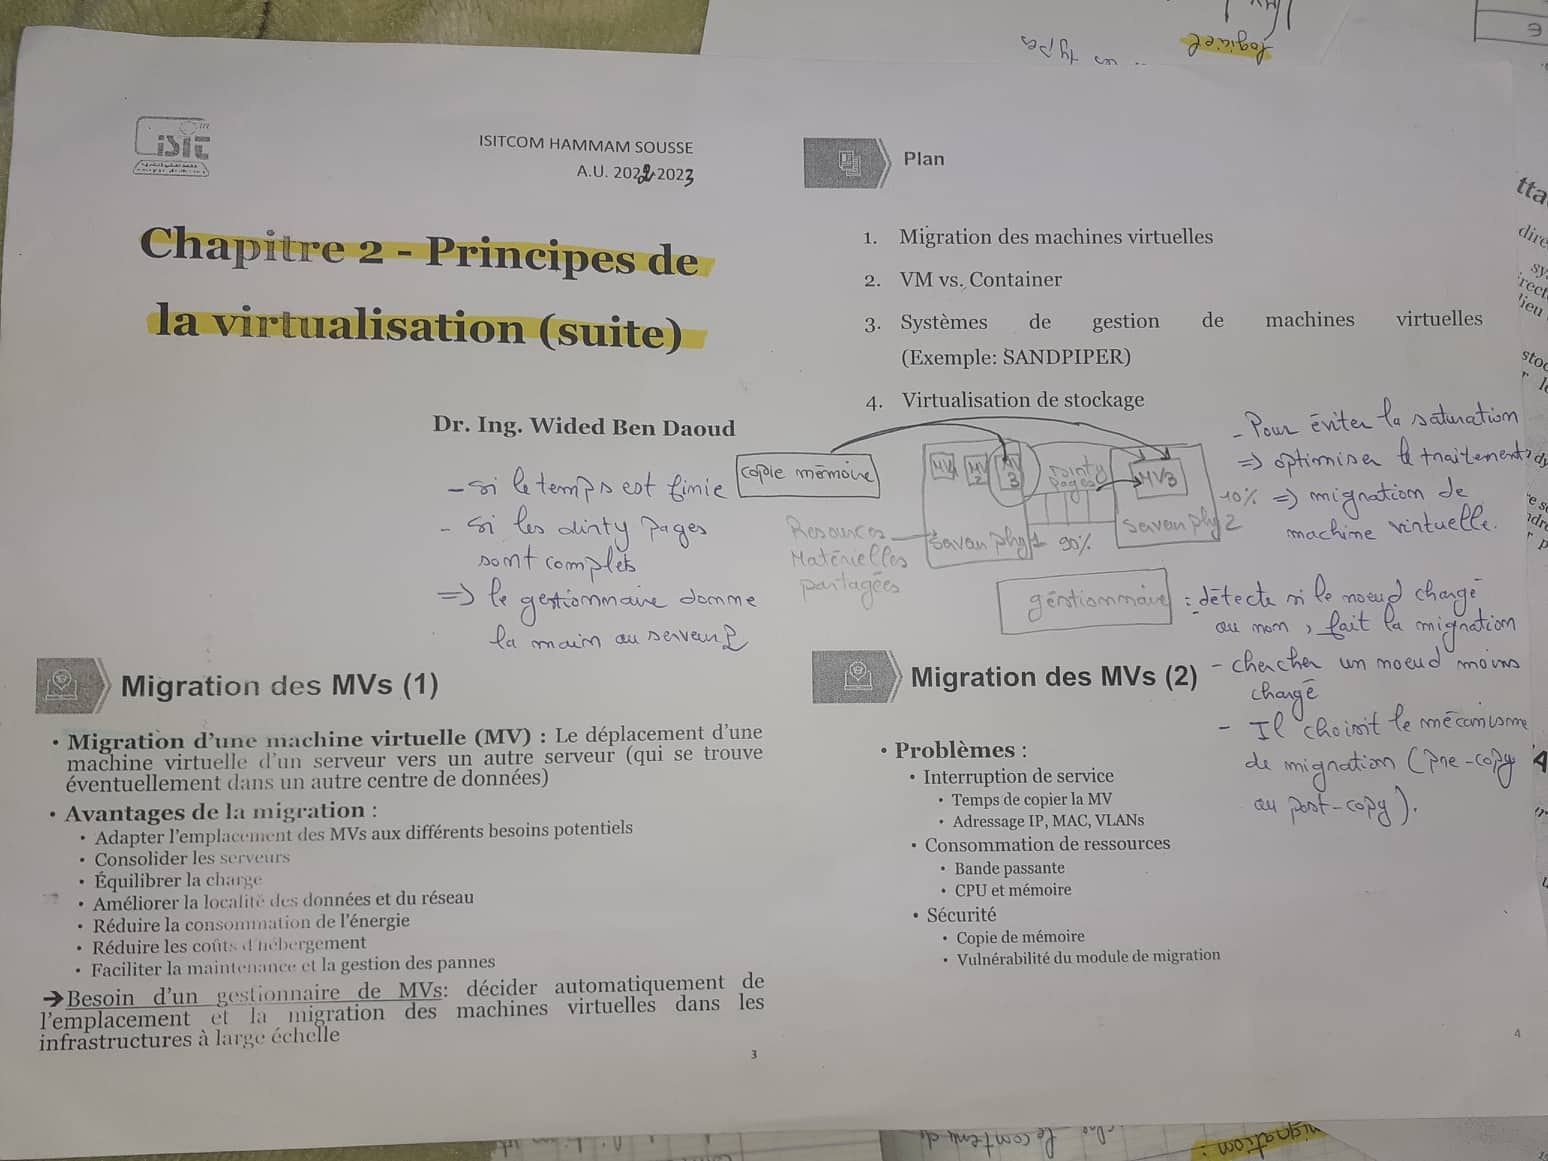 isit
ISITCOM HAMMAM SOUSSE
A.U. 2022-2023
Chapitre 2 - Principes de
la virtualisation (suite)
Dr. Ing. Wided Ben Daoud
- si le temps est finie
- si les dirty pages
sont complets
=> le gestionnaire donne
la main au serveur 2
Plan
1. Migration des machines virtuelles
2. VM vs. Container
3. Systèmes de gestion de machines virtuelles
(Exemple: SANDPIPER)
4. Virtualisation de stockage
copie mémoire
MV
MV 2
MV 3
dirty pages
MV3
Resources
Matérielles
partagées
Servan phy 1 90%
Servan phy 2
10%
gestionnaire
- Pour éviter la saturation
=> optimiser le traitement
=> migration de
machine virtuelle.
: détecte si le noeud chargé
ou non, fait la migration
- chercher un noeud moins
chargé
- Il choisit le mécanisme
de migration (pre-copy
ou post-copy).
Migration des MVs (1)
• Migration d'une machine virtuelle (MV) : Le déplacement d'une
machine virtuelle d'un serveur vers un autre serveur (qui se trouve
éventuellement dans un autre centre de données)
• Avantages de la migration :
• Adapter l'emplacement des MVs aux différents besoins potentiels
• Consolider les serveurs
• Équilibrer la charge
• Améliorer la localité des données et du réseau
• Réduire la consommation de l'énergie
• Réduire les coûts d'hébergement
• Faciliter la maintenance et la gestion des pannes
→Besoin d'un gestionnaire de MVs: décider automatiquement de
l'emplacement et la migration des machines virtuelles dans les
infrastructures à large échelle
3
Migration des MVs (2)
• Problèmes :
• Interruption de service
• Temps de copier la MV
• Adressage IP, MAC, VLANs
• Consommation de ressources
• Bande passante
• CPU et mémoire
• Sécurité
• Copie de mémoire
• Vulnérabilité du module de migration
4
logiciel
un types
le contenu